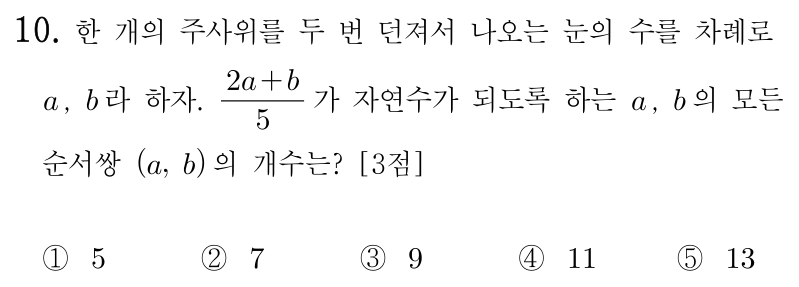 10. 한 개의 주사위를 두 번 던져서 나오는 눈의 수를 차례로
a, b라 하자. \frac{2a+b}{5}가 자연수가 되도록 하는 a, b의 모든
순서쌍 (a, b)의 개수는? [3점]
① 5 ② 7 ③ 9 ④ 11 ⑤ 13